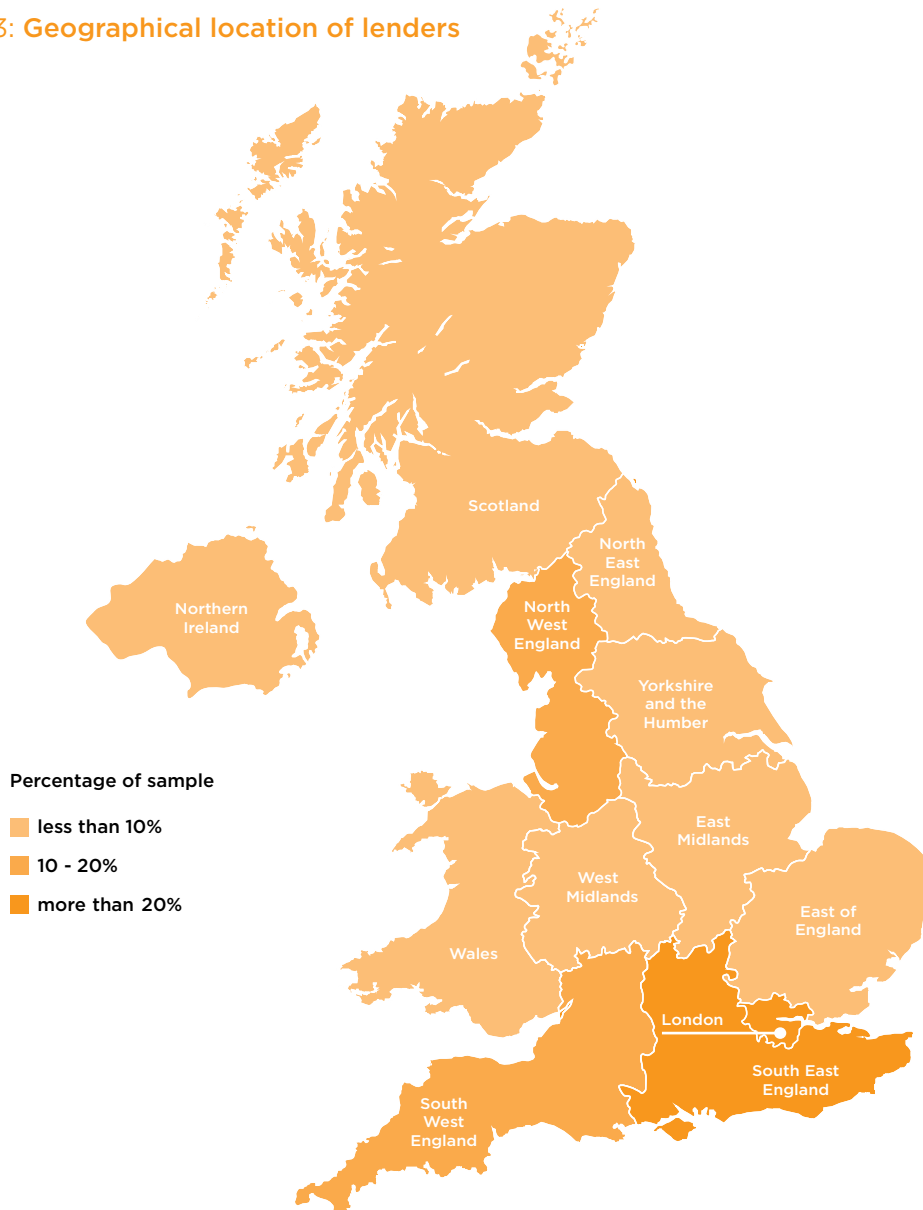 3: Geographical location of lenders
Scotland
North
East
England
Northern
Ireland
North
West
England
Yorkshire
and the
Humber
Percentage of sample
less than 10%
10 - 20%
more than 20%
East
Midlands
West
Midlands
East of
England
Wales
London
South East
England
South
West
England